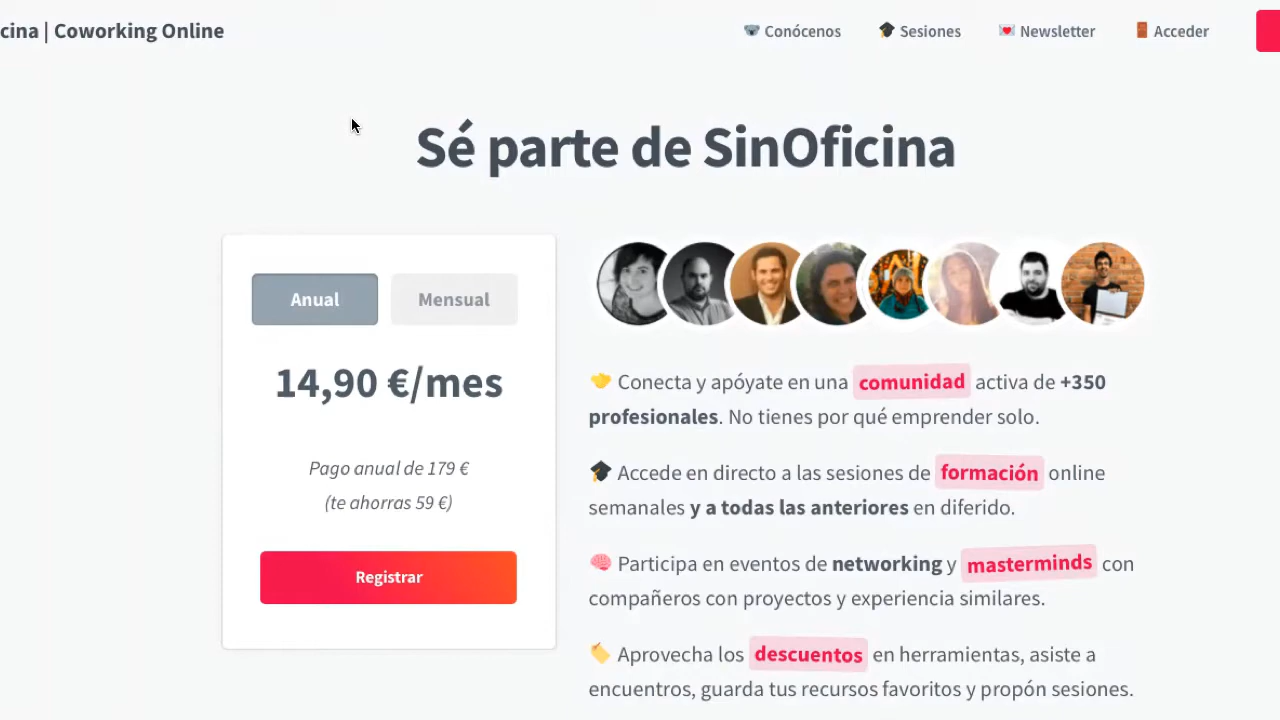 cina | Coworking Online
🐨 Conócenos
🎓 Sesiones
💌 Newsletter
🚪 Acceder
Sé parte de SinOficina
Anual
Mensual
14,90 €/mes
Pago anual de 179 €
(te ahorras 59 €)
Registrar
🤝 Conecta y apóyate en una comunidad activa de +350
profesionales. No tienes por qué emprender solo.
🎓 Accede en directo a las sesiones de formación online
semanales y a todas las anteriores en diferido.
🧠 Participa en eventos de networking y masterminds con
compañeros con proyectos y experiencia similares.
🏷️ Aprovecha los descuentos en herramientas, asiste a
encuentros, guarda tus recursos favoritos y propón sesiones.